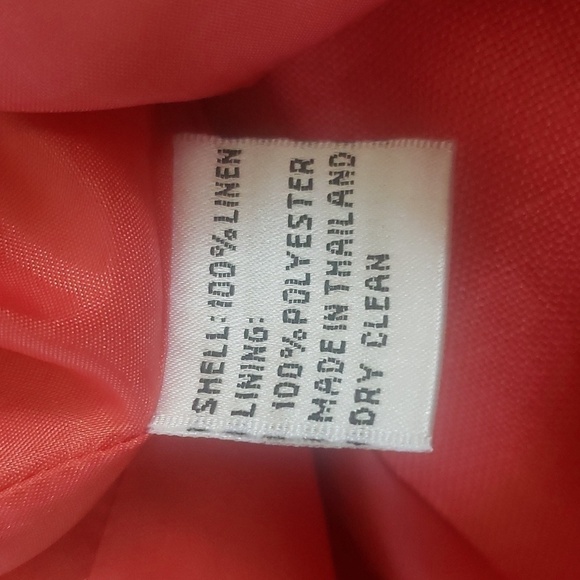 SHELL: 100% LINEN
LINING:
100% POLYESTER
MADE IN THAILAND
DRY CLEAN